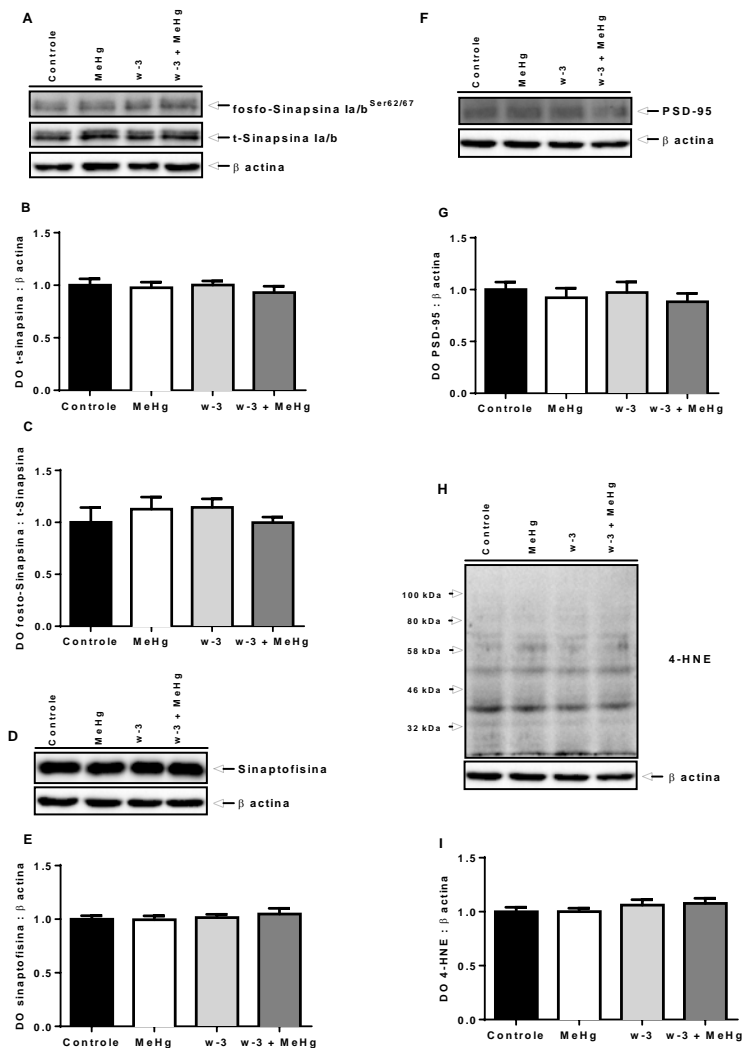 A
Controle
MeHg
w-3
w-3 + MeHg
fosfo-Sinapsina Ia/b Ser62/67
t-Sinapsina Ia/b
β actina
B
DO t-sinapsina : β actina
1.5
1.0
0.5
0.0
Controle MeHg w-3 w-3 + MeHg
C
DO fosto-Sinapsina : t-Sinapsina
1.5
1.0
0.5
0.0
Controle MeHg w-3 w-3 + MeHg
D
Controle
MeHg
w-3
w-3 + MeHg
Sinaptofisina
β actina
E
DO sinaptofisina : β actina
1.5
1.0
0.5
0.0
Controle MeHg w-3 w-3 + MeHg
F
Controle
MeHg
w-3
w-3 + MeHg
PSD-95
β actina
G
DO PSD-95 : β actina
1.5
1.0
0.5
0.0
Controle MeHg w-3 w-3 + MeHg
H
Controle
MeHg
w-3
w-3 + MeHg
100 kDa
80 kDa
58 kDa
46 kDa
32 kDa
4-HNE
β actina
I
DO 4-HNE : β actina
1.5
1.0
0.5
0.0
Controle MeHg w-3 w-3 + MeHg